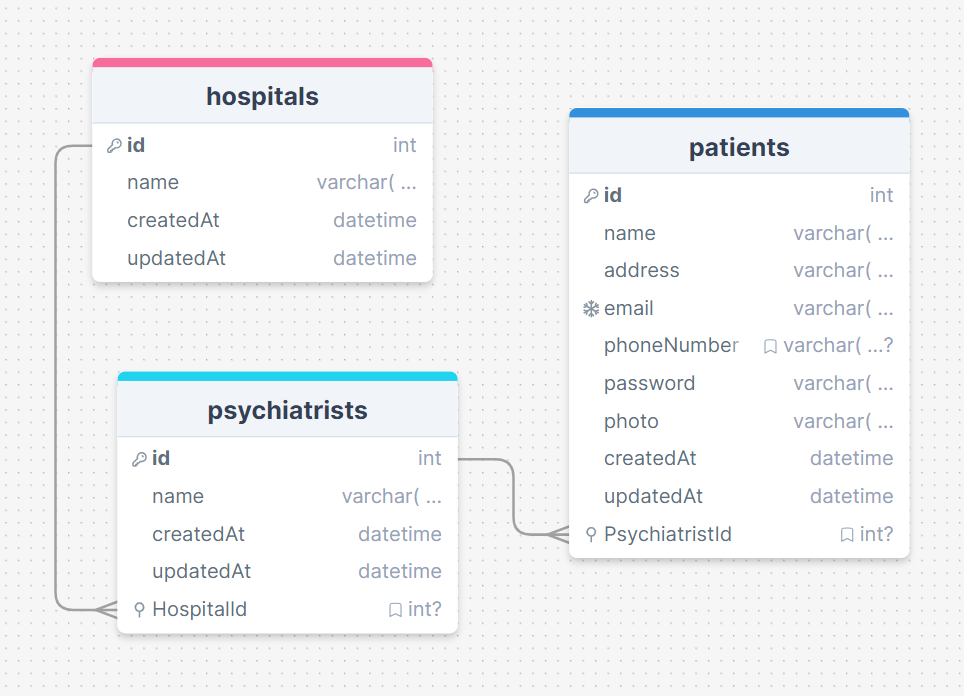 hospitals
id int
name varchar( ...
createdAt datetime
updatedAt datetime
patients
id int
name varchar( ...
address varchar( ...
email varchar( ...
phoneNumber varchar( ...?
password varchar( ...
photo varchar( ...
createdAt datetime
updatedAt datetime
PsychiatristId int?
psychiatrists
id int
name varchar( ...
createdAt datetime
updatedAt datetime
HospitalId int?